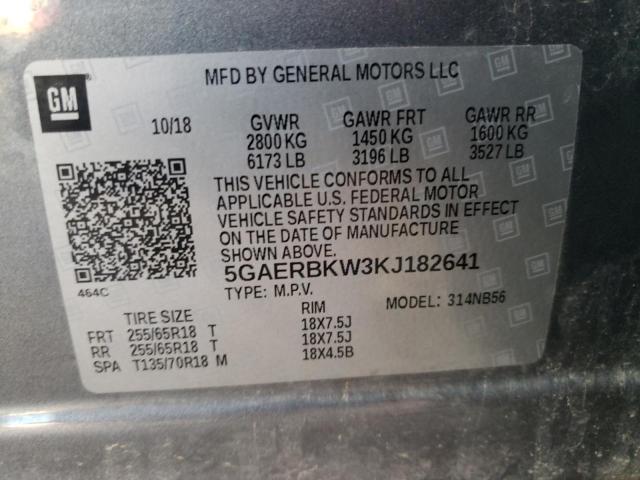 MFD BY GENERAL MOTORS LLC
GM
10/18 GVWR GAWR FRT GAWR RR
2800 KG 1450 KG 1600 KG
6173 LB 3196 LB 3527 LB
THIS VEHICLE CONFORMS TO ALL
APPLICABLE U.S. FEDERAL MOTOR
VEHICLE SAFETY STANDARDS IN EFFECT
ON THE DATE OF MANUFACTURE
SHOWN ABOVE.
5GAERBKW3KJ182641
464C
TYPE: M.P.V. MODEL: 314NB56
TIRE SIZE RIM
FRT 255/65R18 T 18X7.5J
RR 255/65R18 T 18X7.5J
SPA T135/70R18 M 18X4.5B